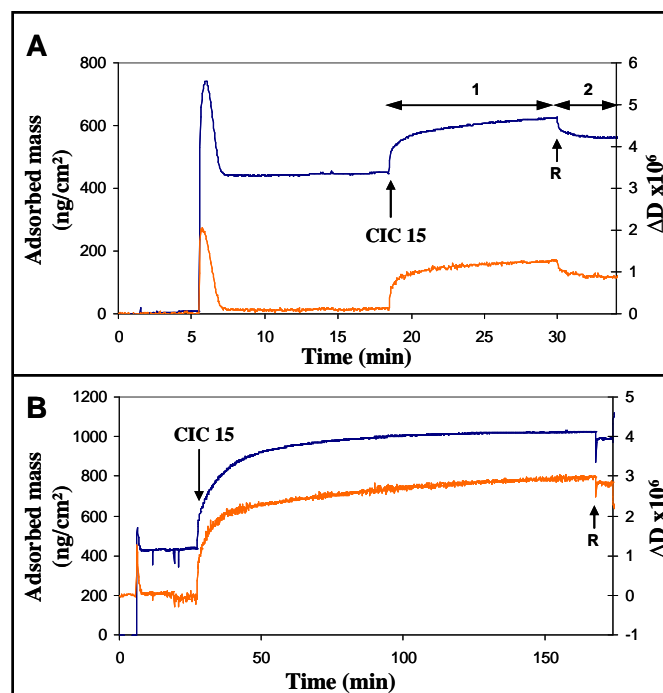 A
800
600
400
200
0
Adsorbed mass
(ng/cm²)
6
5
4
3
2
1
0
ΔD x10⁶
1
2
CIC 15
R
0
5
10
15
20
25
30
Time (min)
B
1200
1000
800
600
400
200
0
Adsorbed mass
(ng/cm²)
5
4
3
2
1
0
-1
ΔD x10⁶
CIC 15
R
0
50
100
150
Time (min)